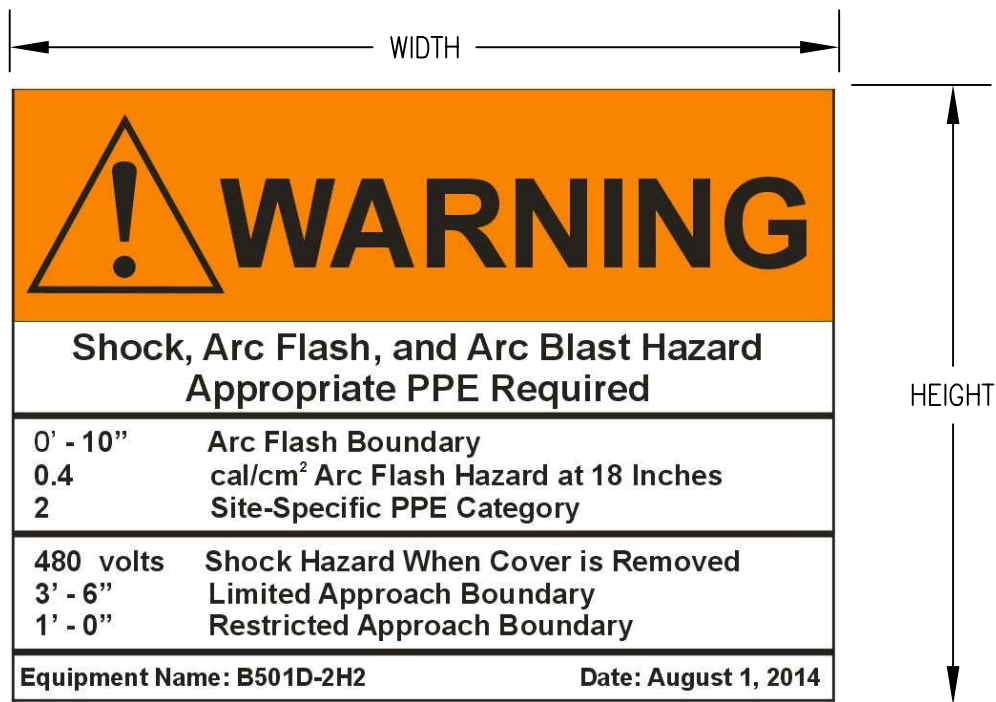 WIDTH
WARNING
HEIGHT
Shock, Arc Flash, and Arc Blast Hazard
Appropriate PPE Required
0’ - 10” Arc Flash Boundary
0.4 cal/cm² Arc Flash Hazard at 18 Inches
2 Site-Specific PPE Category
480 volts Shock Hazard When Cover is Removed
3’ - 6” Limited Approach Boundary
1’ - 0” Restricted Approach Boundary
Equipment Name: B501D-2H2 Date: August 1, 2014